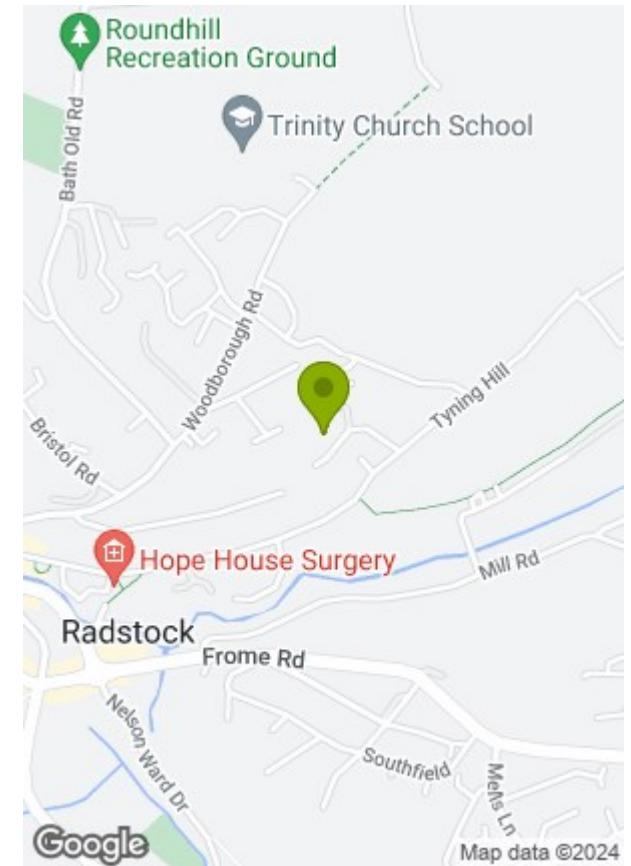 Roundhill
Recreation Ground
Bath Old Rd
Trinity Church School
Woodborough Rd
Tyning Hill
Bristol Rd
Hope House Surgery
Mill Rd
Radstock
Frome Rd
Nelson Ward Dr
Southfield
Mells Ln
Google
Map data ©2024